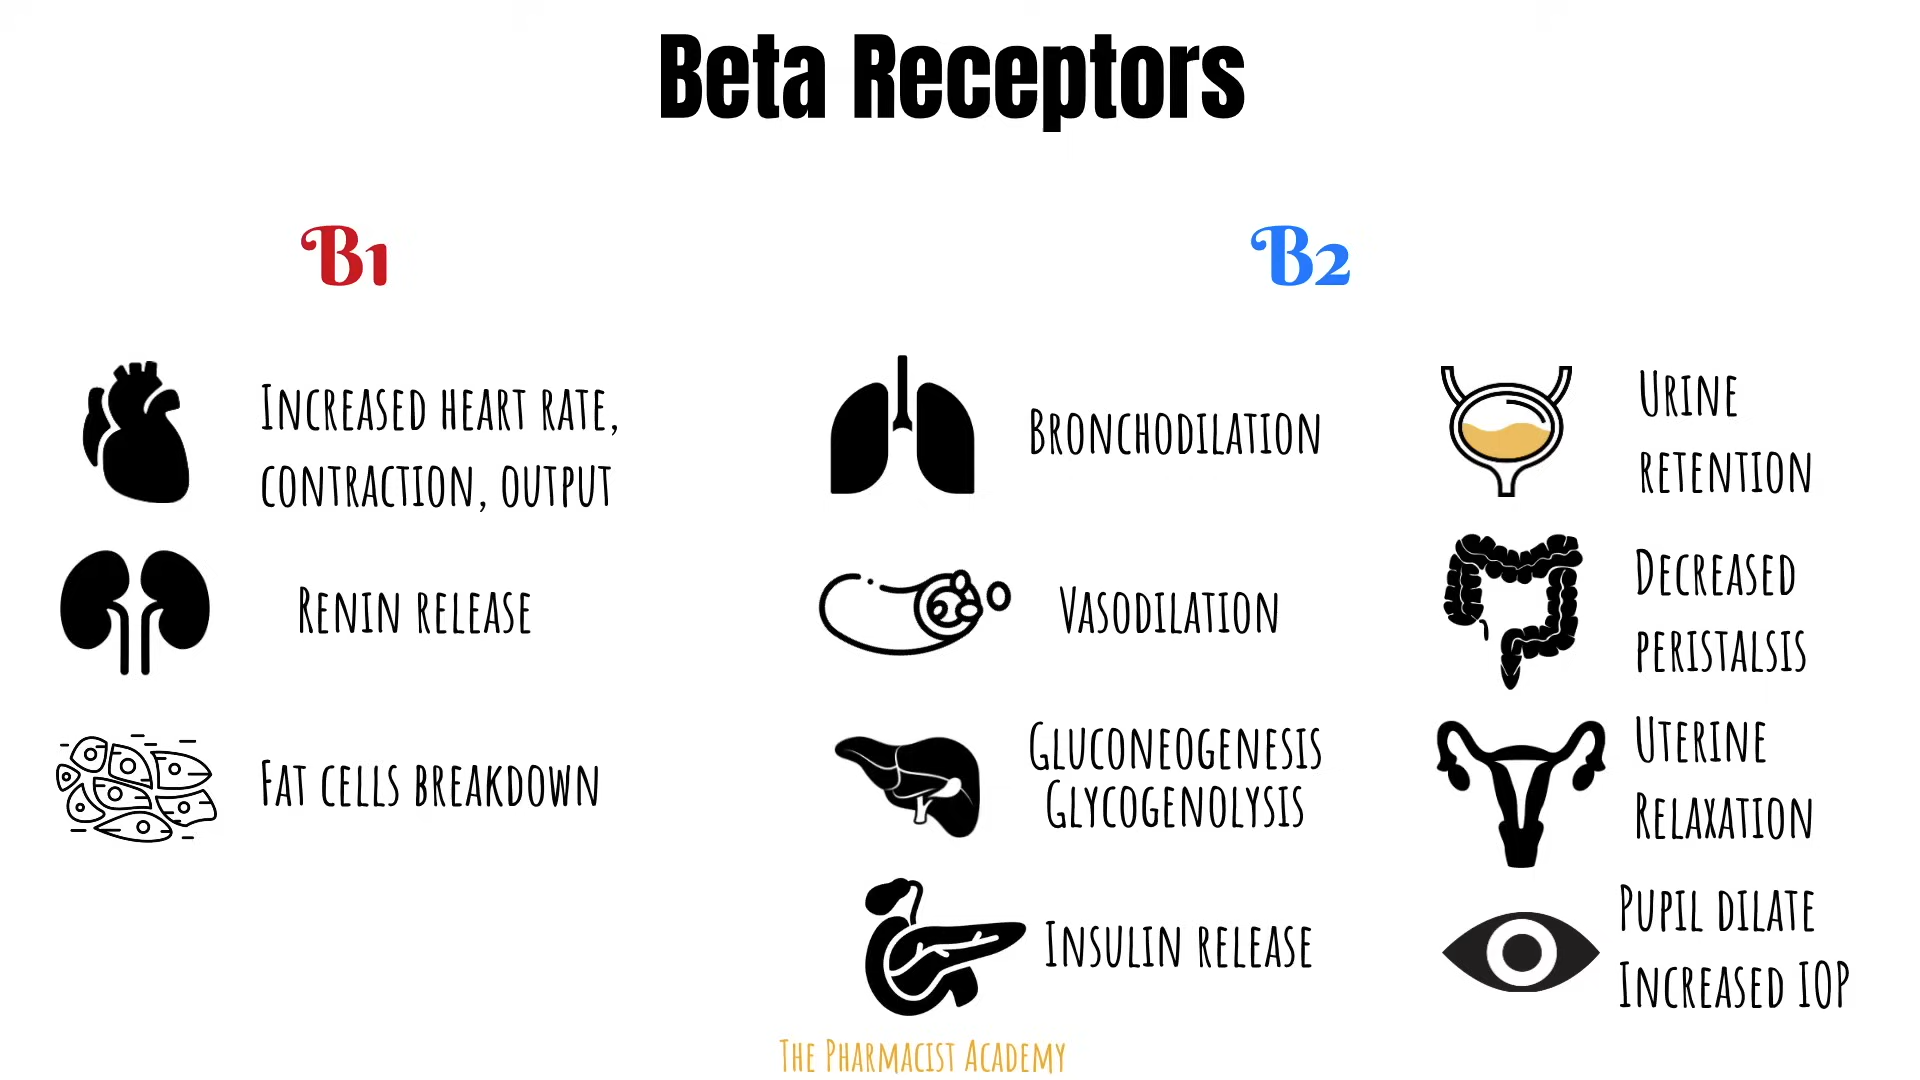 Beta Receptors
B1
Increased heart rate,
contraction, output
Renin release
Fat cells breakdown
B2
Bronchodilation
Vasodilation
Gluconeogenesis
Glycogenolysis
Insulin release
Urine
retention
Decreased
peristalsis
Uterine
Relaxation
Pupil dilate
Increased IOP
The Pharmacist Academy